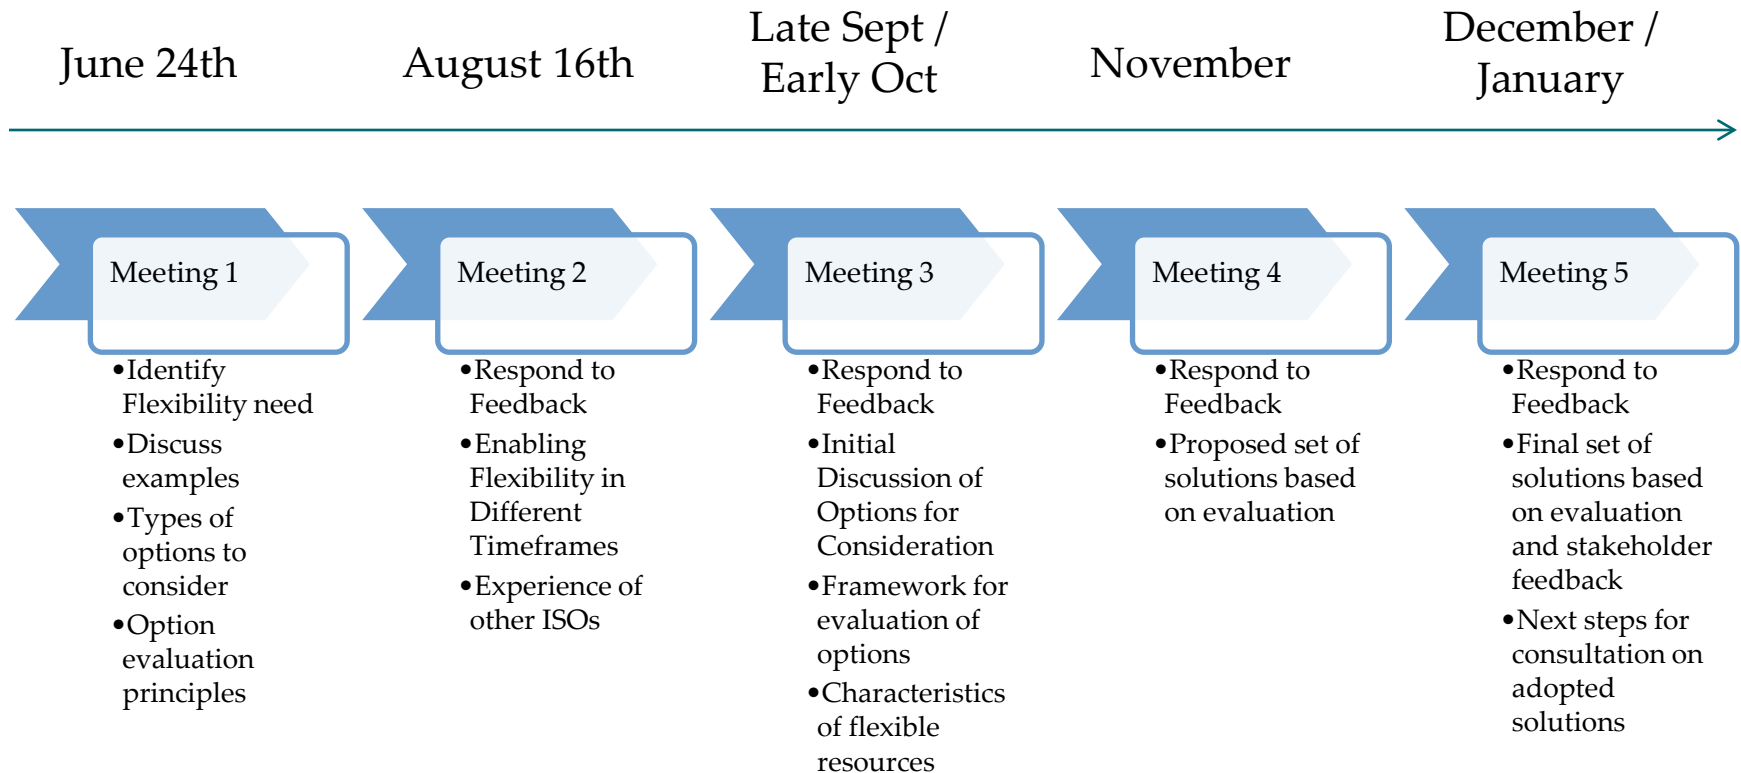 June 24th
August 16th
Late Sept /
Early Oct
November
December /
January
Meeting 1
•Identify
Flexibility need
•Discuss
examples
•Types of
options to
consider
•Option
evaluation
principles
Meeting 2
•Respond to
Feedback
•Enabling
Flexibility in
Different
Timeframes
•Experience of
other ISOs
Meeting 3
•Respond to
Feedback
•Initial
Discussion of
Options for
Consideration
•Framework for
evaluation of
options
•Characteristics
of flexible
resources
Meeting 4
•Respond to
Feedback
•Proposed set of
solutions based
on evaluation
Meeting 5
•Respond to
Feedback
•Final set of
solutions based
on evaluation
and stakeholder
feedback
•Next steps for
consultation on
adopted
solutions